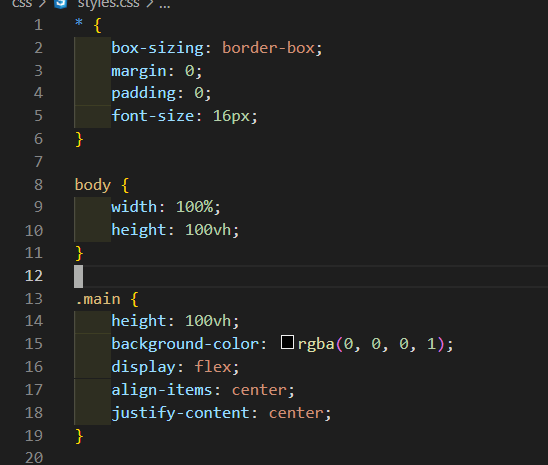 css > styles.css > ...
1 * {
2 box-sizing: border-box;
3 margin: 0;
4 padding: 0;
5 font-size: 16px;
6 }
7
8 body {
9 width: 100%;
10 height: 100vh;
11 }
12
13 .main {
14 height: 100vh;
15 background-color: rgba(0, 0, 0, 1);
16 display: flex;
17 align-items: center;
18 justify-content: center;
19 }
20